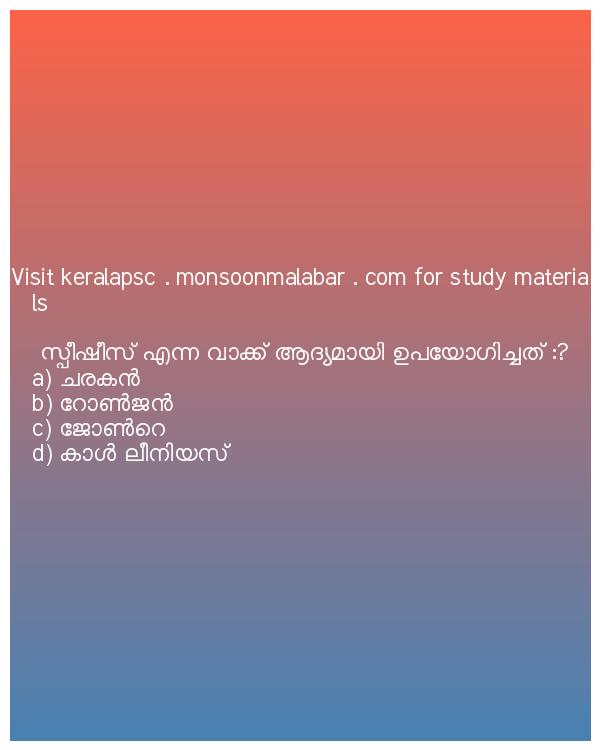 Visit keralapsc . monsoonmalabar . com for study materia
ls
സ്പീഷീസ് എന്ന വാക്ക് ആദ്യമായി ഉപയോഗിച്ചത് :?
a) ചരകൻ
b) റോൺജൻ
c) ജോൺറെ
d) കാൾ ലീനിയസ്